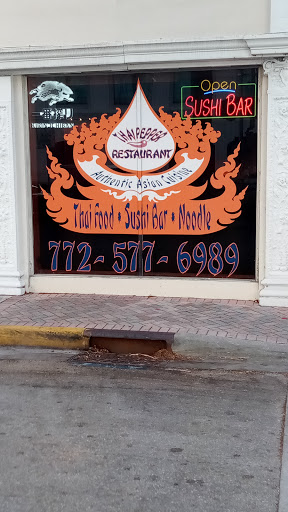 Open
SUSHI BAR
THAI PEPPER
RESTAURANT
Authentic Asian Cuisine
Thai Food • Sushi Bar • Noodle
772-577-6989